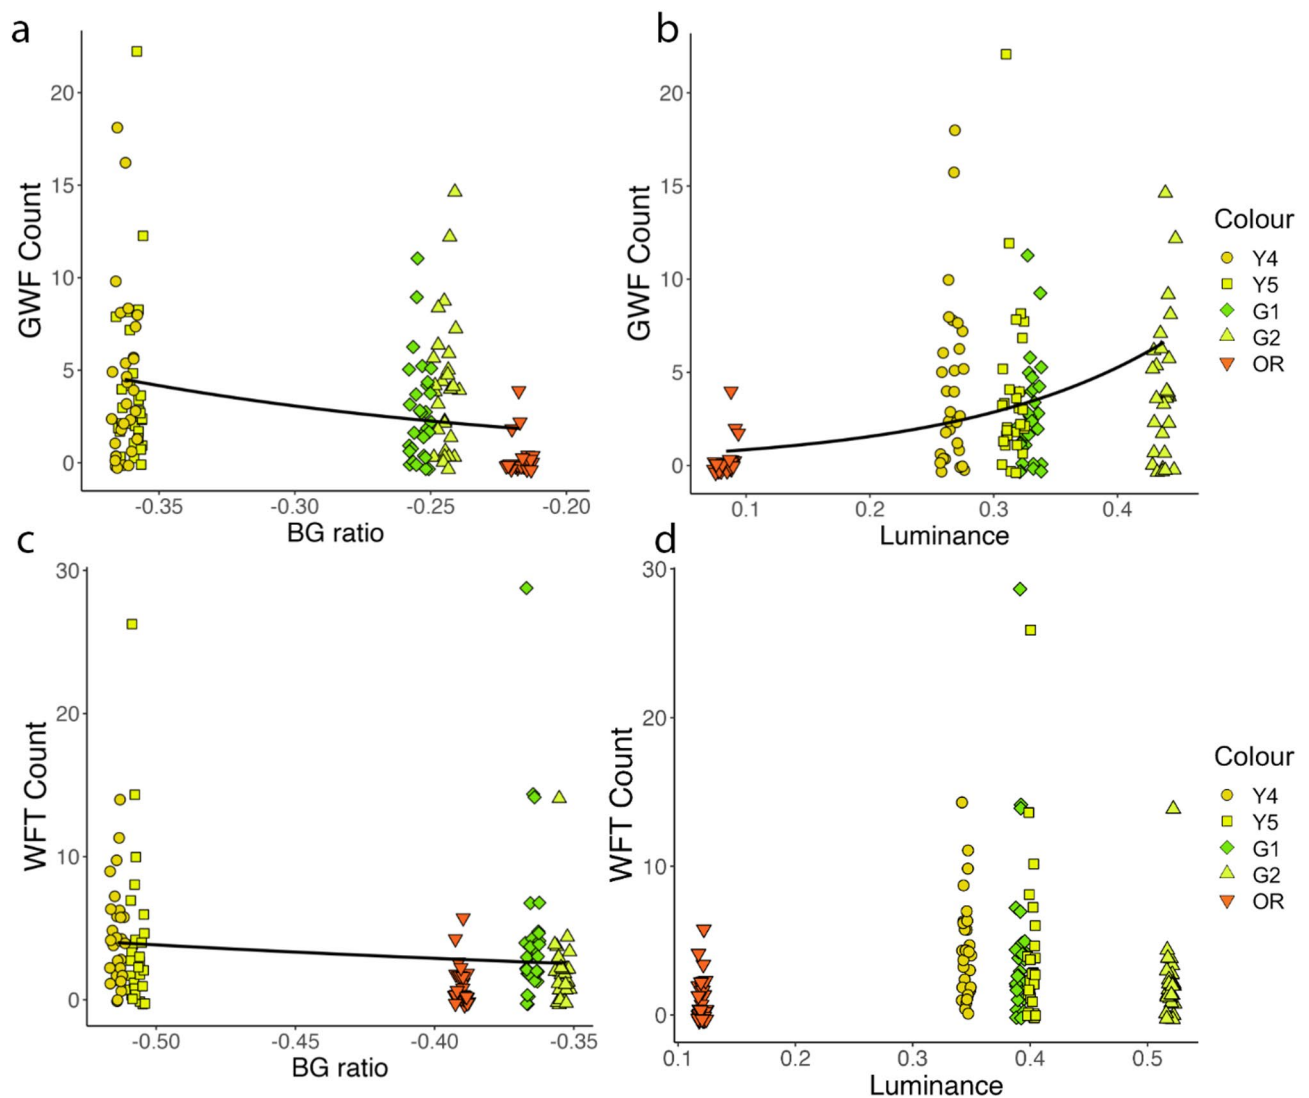 a
GWF Count
20
15
10
5
0
-0.35 -0.30 -0.25 -0.20
BG ratio
b
GWF Count
20
15
10
5
0
0.1 0.2 0.3 0.4
Luminance
Colour
Y4
Y5
G1
G2
OR
c
WFT Count
30
20
10
0
-0.50 -0.45 -0.40 -0.35
BG ratio
d
WFT Count
30
20
10
0
0.1 0.2 0.3 0.4 0.5
Luminance
Colour
Y4
Y5
G1
G2
OR